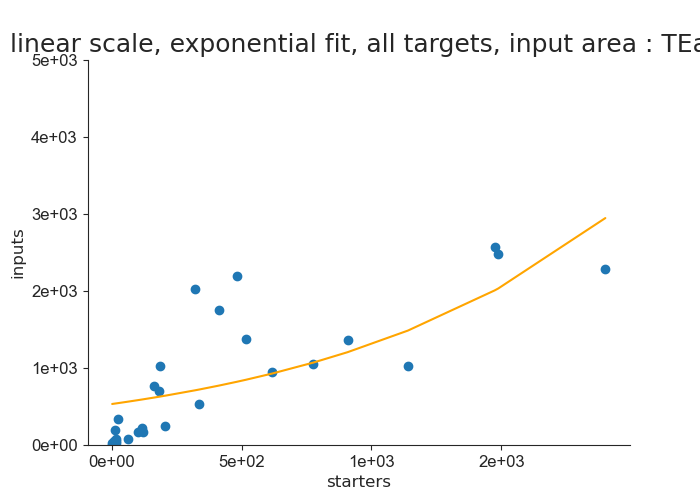 linear scale, exponential fit, all targets, input area : TEa
5e+03
4e+03
3e+03
2e+03
1e+03
0e+00
inputs
0e+00 5e+02 1e+03 2e+03
starters